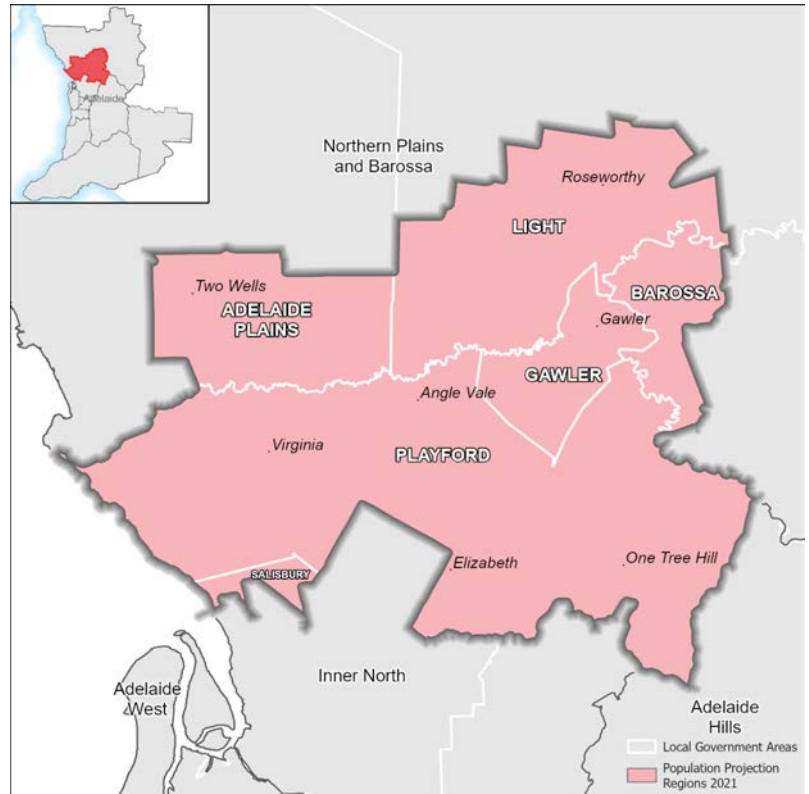 Adelaide
Northern Plains
and Barossa
Roseworthy
LIGHT
BAROSSA
Two Wells
ADELAIDE
PLAINS
Gawler
GAWLER
Angle Vale
Virginia
PLAYFORD
SALISBURY
Elizabeth
One Tree Hill
Inner North
Adelaide
West
Adelaide
Hills
Local Government Areas
Population Projection
Regions 2021